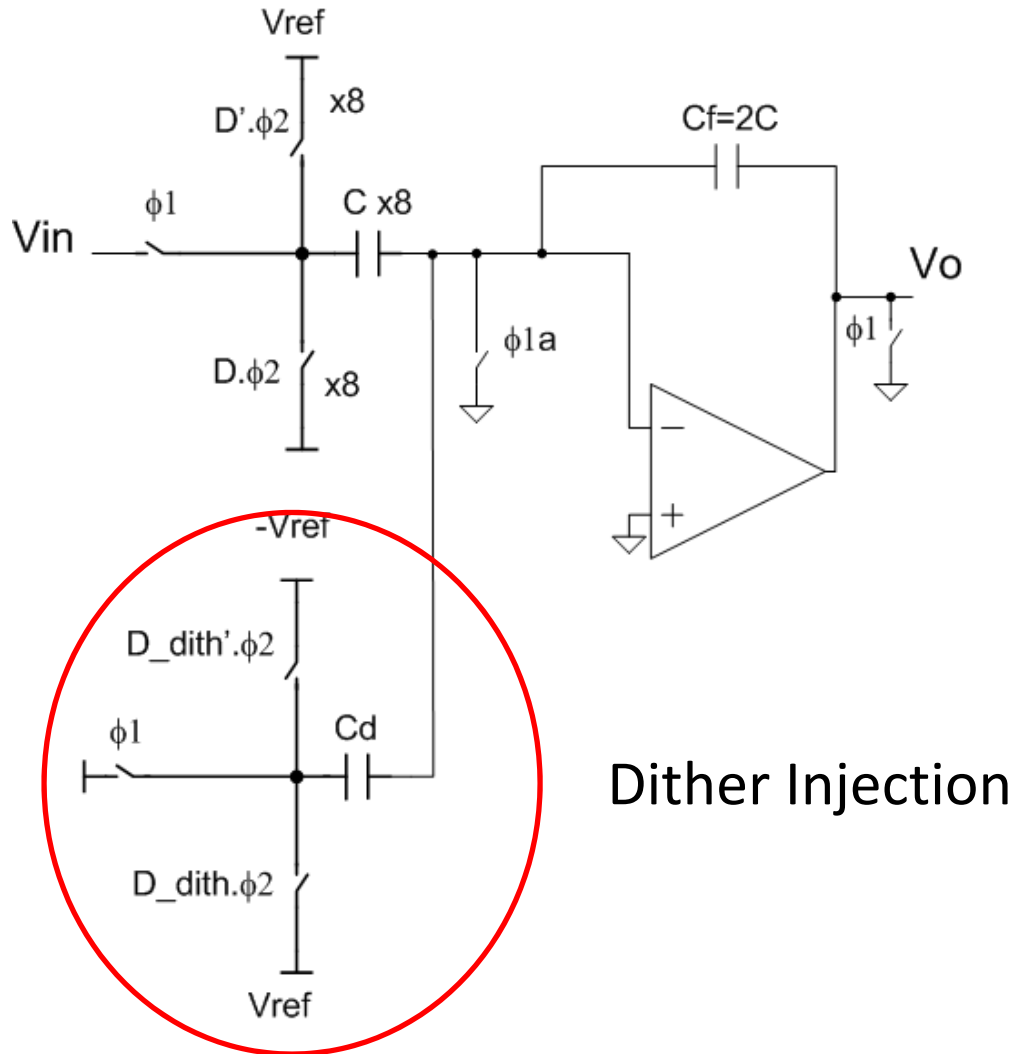 Vref
x8
D'.ϕ2
Cf=2C
ϕ1
C x8
Vin
Vo
ϕ1
ϕ1a
D.ϕ2
x8
−
+
-Vref
D_dith'.ϕ2
ϕ1
Cd
Dither Injection
D_dith.ϕ2
Vref